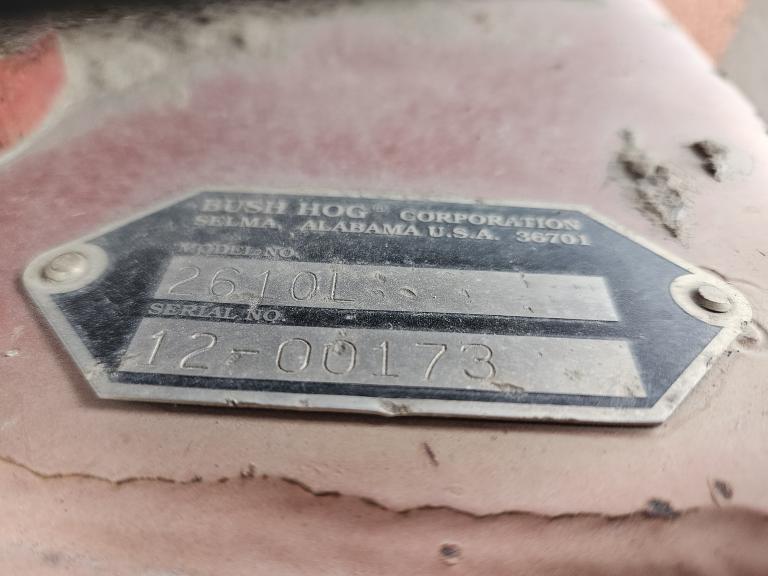 BUSH HOG® CORPORATION
SELMA, ALABAMA U.S.A. 36701
MODEL NO.
2610L
SERIAL NO.
12-00173